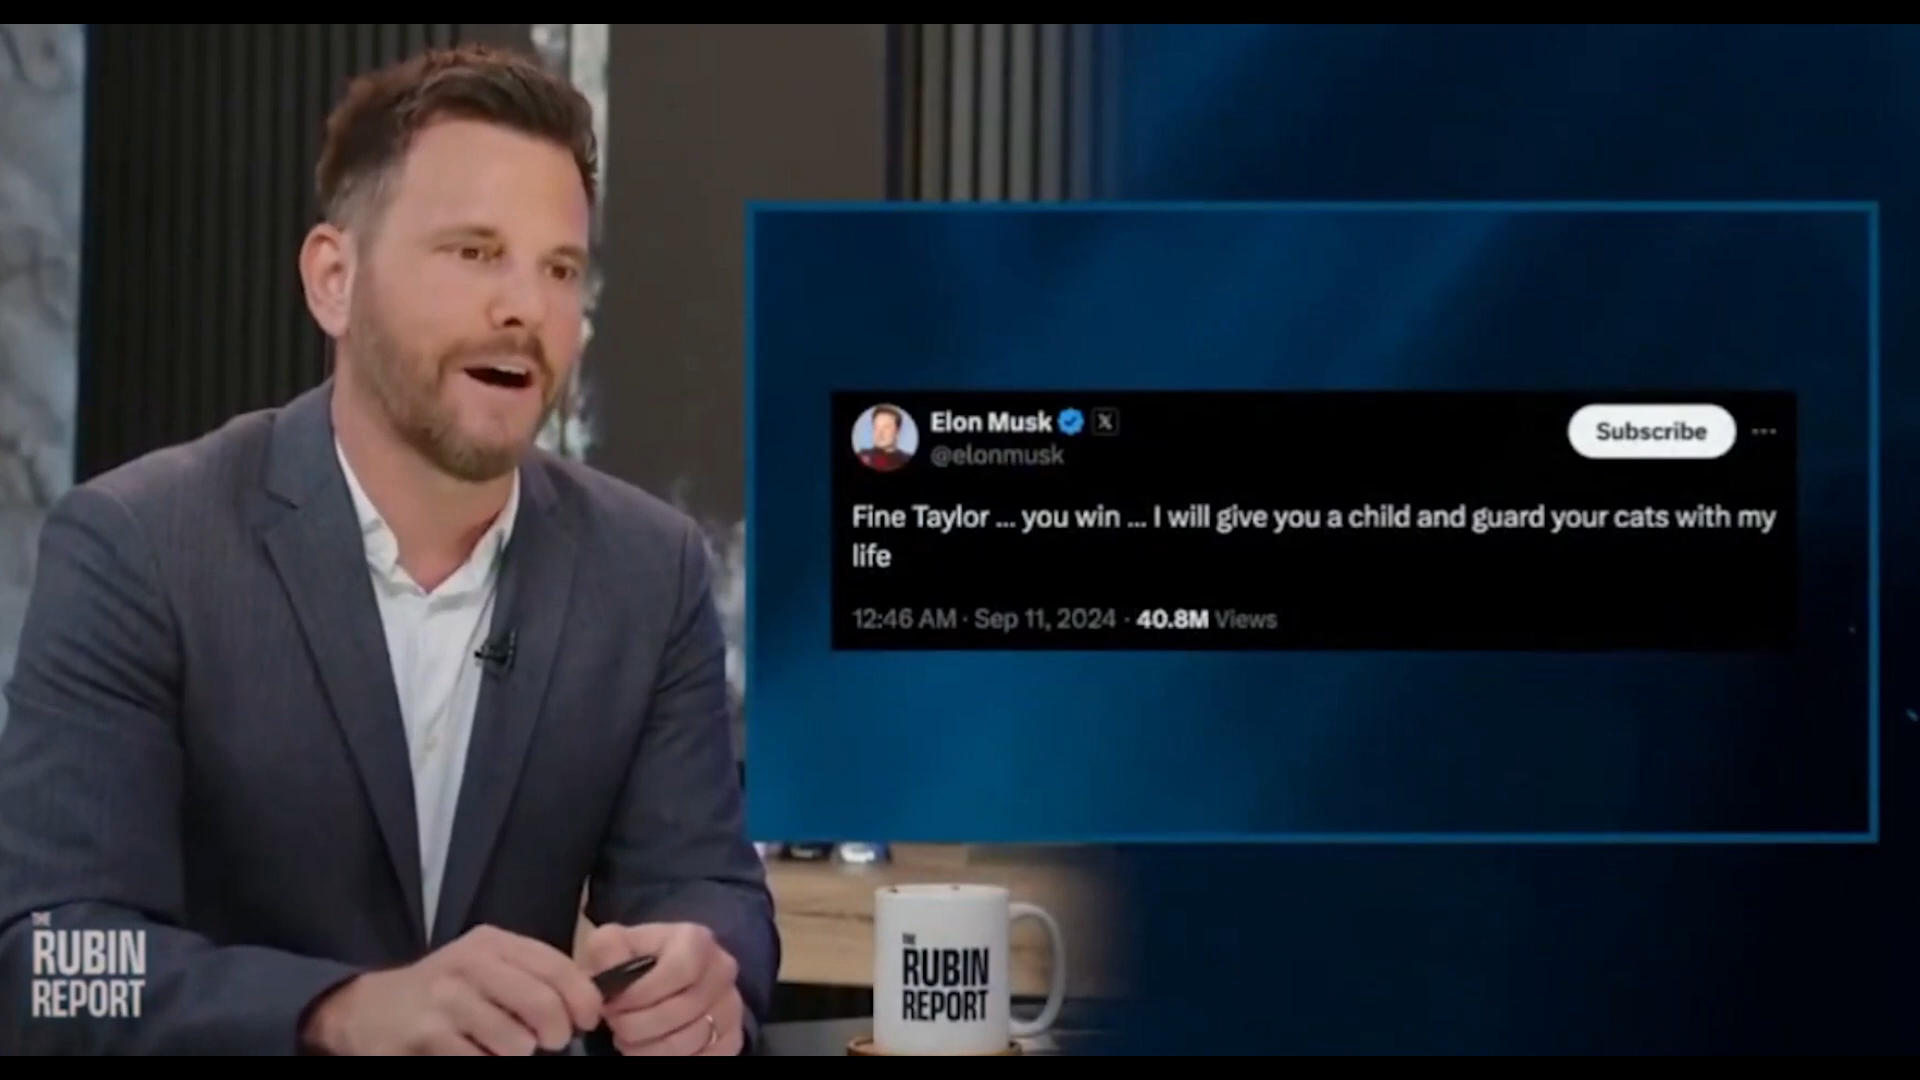 Elon Musk
@elonmusk
Subscribe
Fine Taylor ... you win ... I will give you a child and guard your cats with my
life
12:46 AM · Sep 11, 2024 · 40.8M Views
THE
RUBIN
REPORT
THE
RUBIN
REPORT